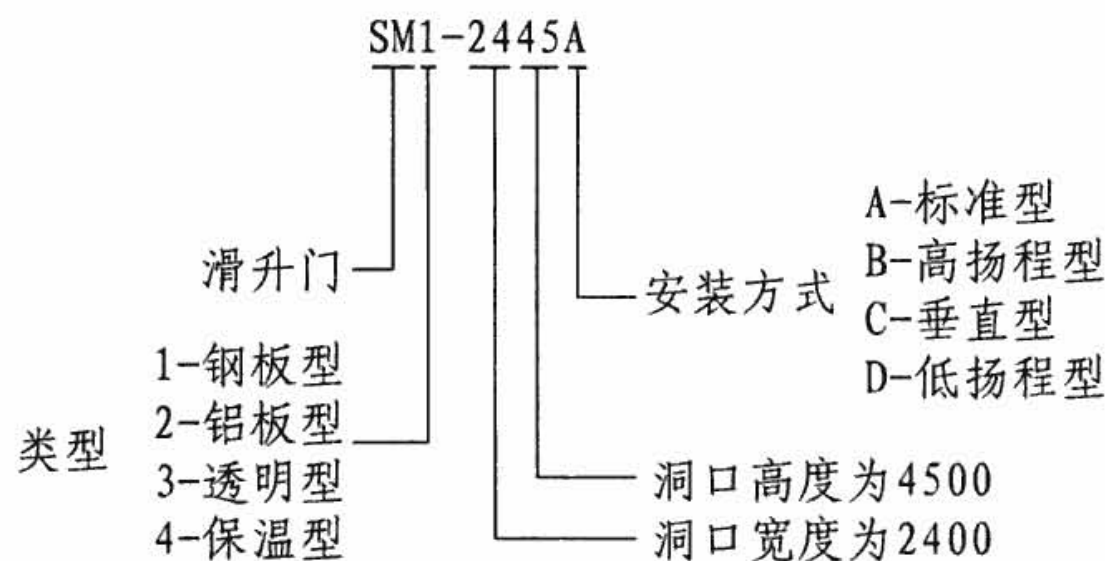 SM1-2445A
滑升门
类型
1-钢板型
2-铝板型
3-透明型
4-保温型
安装方式
A-标准型
B-高扬程型
C-垂直型
D-低扬程型
洞口高度为4500
洞口宽度为2400